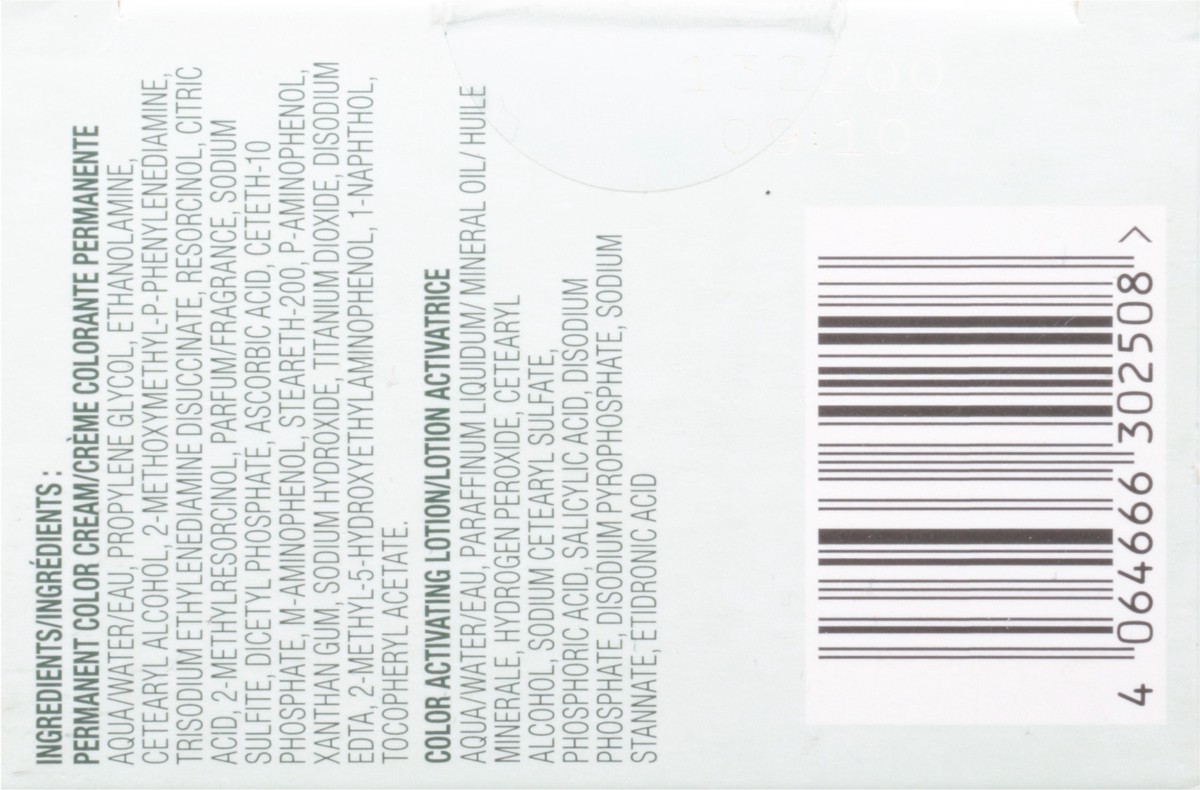 INGREDIENTS/INGRÉDIENTS :
PERMANENT COLOR CREAM/CRÈME COLORANTE PERMANENTE
AQUA/WATER/EAU, PROPYLENE GLYCOL, ETHANOLAMINE,
CETEARYL ALCOHOL, 2-METHOXYMETHYL-P-PHENYLENEDIAMINE,
TRISODIUM ETHYLENEDIAMINE DISUCCINATE, RESORCINOL, CITRIC
ACID, 2-METHYLRESORCINOL, PARFUM/FRAGRANCE, SODIUM
SULFITE, DICETYL PHOSPHATE, ASCORBIC ACID, CETETH-10
PHOSPHATE, M-AMINOPHENOL, STEARETH-200, P-AMINOPHENOL,
XANTHAN GUM, SODIUM HYDROXIDE, TITANIUM DIOXIDE, DISODIUM
EDTA, 2-METHYL-5-HYDROXYETHYLAMINOPHENOL, 1-NAPHTHOL,
TOCOPHERYL ACETATE.
COLOR ACTIVATING LOTION/LOTION ACTIVATRICE
AQUA/WATER/EAU, PARAFFINUM LIQUIDUM/ MINERAL OIL/ HUILE
MINERALE, HYDROGEN PEROXIDE, CETEARYL
ALCOHOL, SODIUM CETEARYL SULFATE,
PHOSPHORIC ACID, SALICYLIC ACID, DISODIUM
PHOSPHATE, DISODIUM PYROPHOSPHATE, SODIUM
STANNATE, ETIDRONIC ACID
4 064666 302508 >